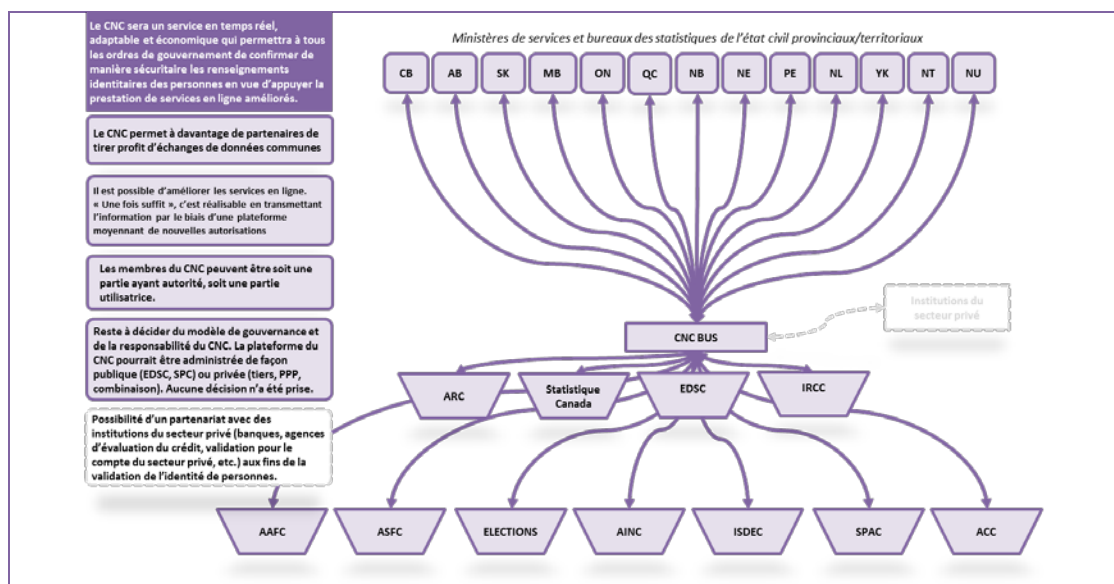 Le CNC sera un service en temps réel,
adaptable et économique qui permettra à tous
les ordres de gouvernement de confirmer de
manière sécuritaire les renseignements
identitaires des personnes en vue d'appuyer la
prestation de services en ligne améliorés.
Le CNC permet à davantage de partenaires de
tirer profit d'échanges de données communes
Il est possible d'améliorer les services en ligne.
« Une fois suffit », c'est réalisable en transmettant
l'information par le biais d'une plateforme
moyennant de nouvelles autorisations
Les membres du CNC peuvent être soit une
partie ayant autorité, soit une partie
utilisatrice.
Reste à décider du modèle de gouvernance et
de la responsabilité du CNC. La plateforme du
CNC pourrait être administrée de façon
publique (EDSC, SPC) ou privée (tiers, PPP,
combinaison). Aucune décision n'a été prise.
Possibilité d'un partenariat avec des
institutions du secteur privé (banques, agences
d'évaluation du crédit, validation pour le
compte du secteur privé, etc.) aux fins de la
validation de l'identité de personnes.
Ministères de services et bureaux des statistiques de l'état civil provinciaux/territoriaux
CB AB SK MB ON QC NB NE PE NL YK NT NU
Institutions du
secteur privé
CNC BUS
ARC
Statistique
Canada
EDSC
IRCC
AAFC ASFC ELECTIONS AINC ISDEC SPAC ACC